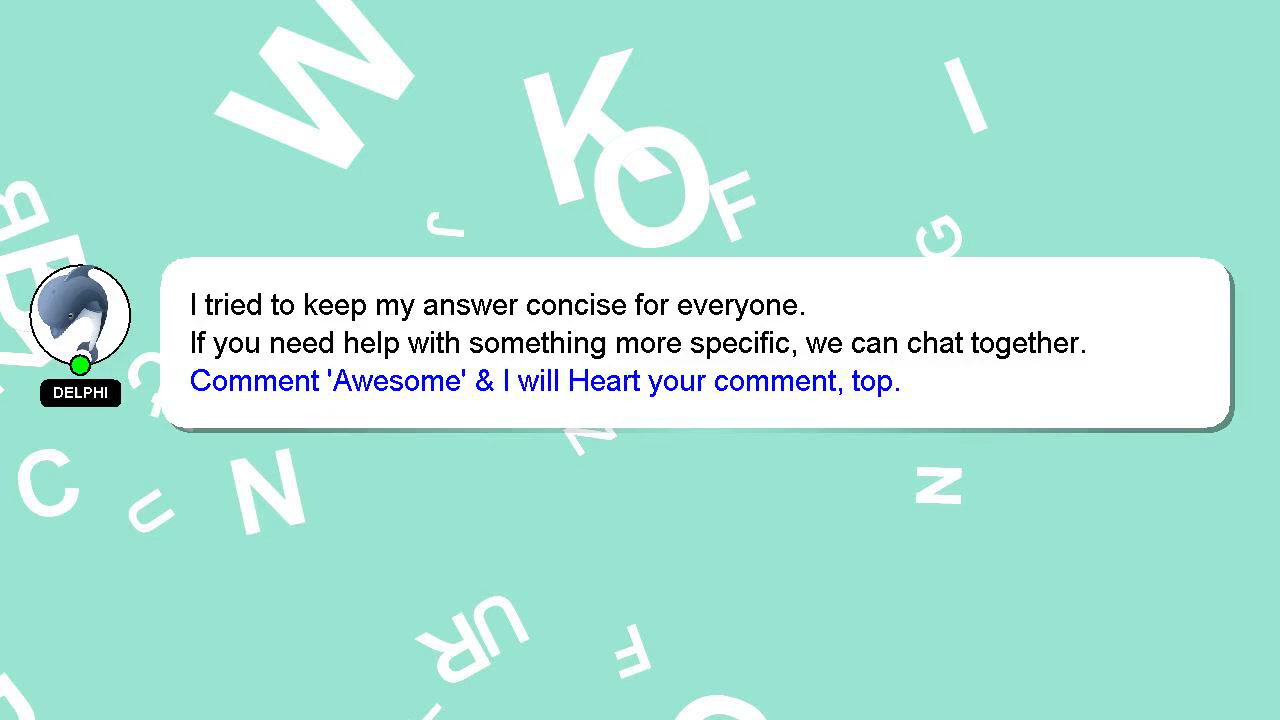 W
K
O
F
I
J
G
B
I tried to keep my answer concise for everyone.
If you need help with something more specific, we can chat together.
Comment 'Awesome' & I will Heart your comment, top.
DELPHI
C
U
N
N
N
U
R
F